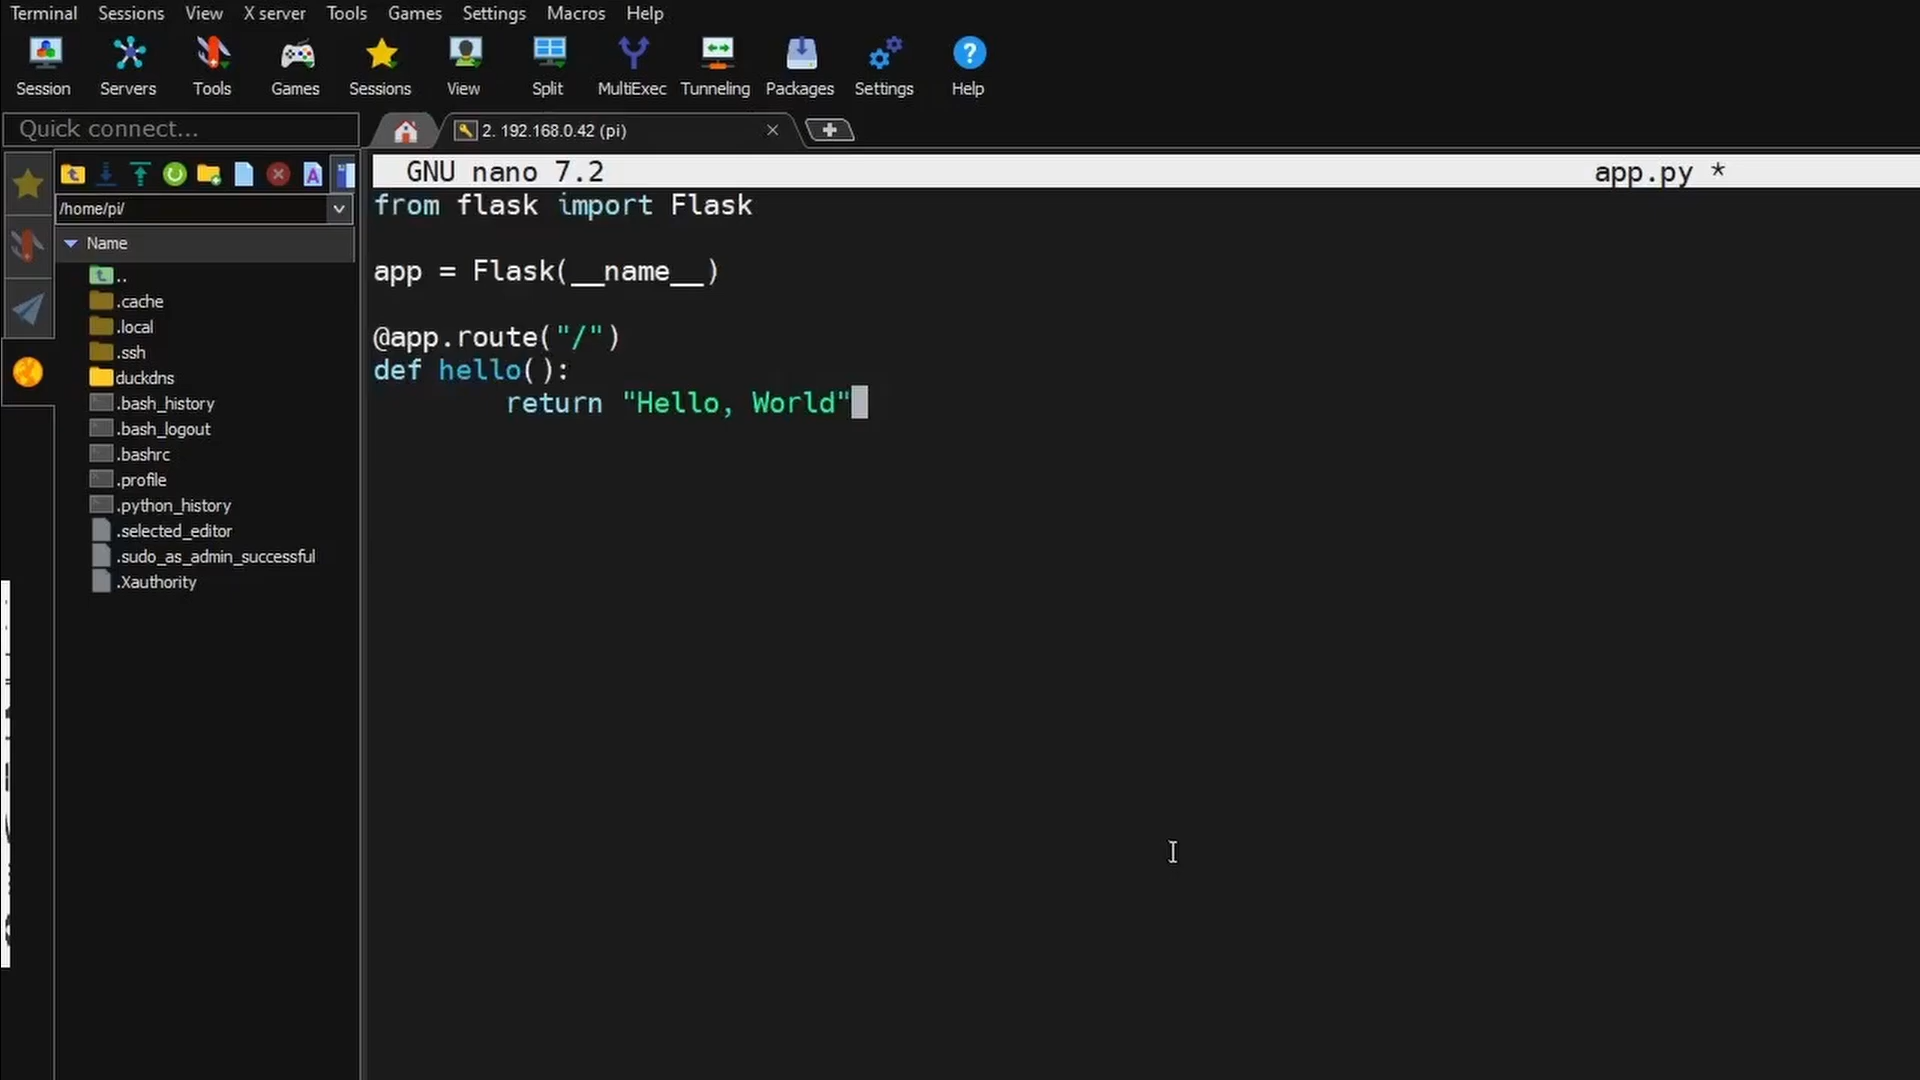 Terminal Sessions View X server Tools Games Settings Macros Help
Session Servers Tools Games Sessions View Split MultiExec Tunneling Packages Settings Help
Quick connect...
2. 192.168.0.42 (pi)
/home/pi/
Name
..
.cache
.local
.ssh
duckdns
.bash_history
.bash_logout
.bashrc
.profile
.python_history
.selected_editor
.sudo_as_admin_successful
.Xauthority
GNU nano 7.2 app.py *
from flask import Flask
app = Flask(__name__)
@app.route("/")
def hello():
        return "Hello, World"